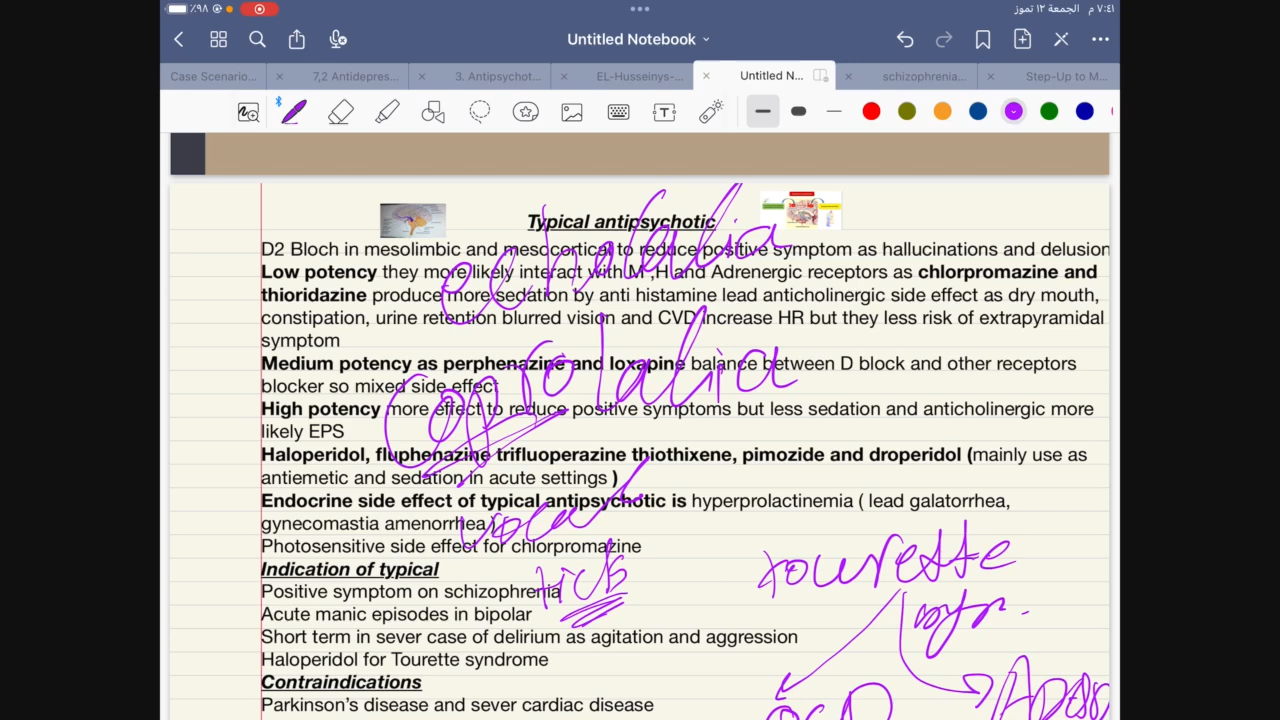 ٪٩٨
٧:٤١ م الجمعة ١٢ تموز
Untitled Notebook
Case Scenario...
7,2 Antidepres...
3. Antipsychot...
EL-Husseinys-...
Untitled N...
schizophrenia...
Step-Up to M...
Typical antipsychotic
D2 Bloch in mesolimbic and mesocortical to reduce positive symptom as hallucinations and delusion
Low potency they more likely interact with M ,H and Adrenergic receptors as chlorpromazine and
thioridazine produce more sedation by anti histamine lead anticholinergic side effect as dry mouth,
constipation, urine retention blurred vision and CVD increase HR but they less risk of extrapyramidal
symptom
Medium potency as perphenazine and loxapine balance between D block and other receptors
blocker so mixed side effect
High potency more effect to reduce positive symptoms but less sedation and anticholinergic more
likely EPS
Haloperidol, fluphenazine trifluoperazine thiothixene, pimozide and droperidol (mainly use as
antiemetic and sedation in acute settings )
Endocrine side effect of typical antipsychotic is hyperprolactinemia ( lead galatorrhea,
gynecomastia amenorrhea )
Photosensitive side effect for chlorpromazine
Indication of typical
Positive symptom on schizophrenia
Acute manic episodes in bipolar
Short term in sever case of delirium as agitation and aggression
Haloperidol for Tourette syndrome
Contraindications
Parkinson's disease and sever cardiac disease
echolalia
coprolalia
vocal
tics
tourette
OCD